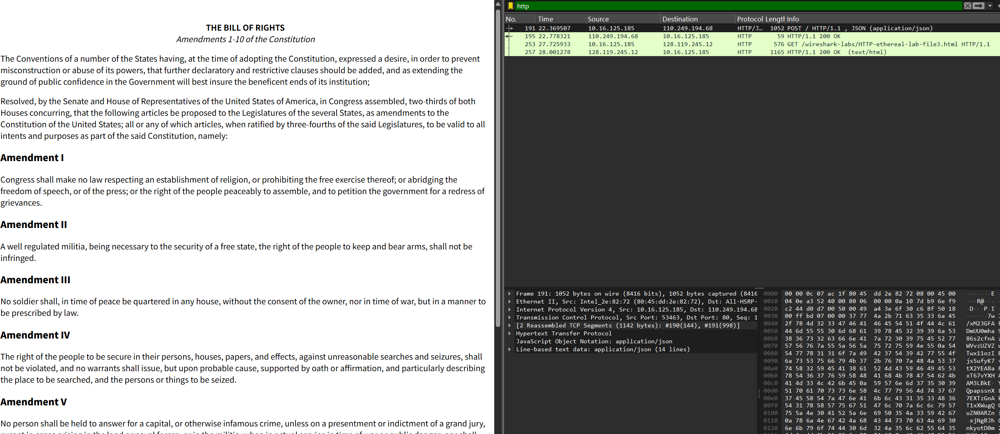 THE BILL OF RIGHTS
Amendments 1-10 of the Constitution
The Conventions of a number of the States having, at the time of adopting the Constitution, expressed a desire, in order to prevent
misconstruction or abuse of its powers, that further declaratory and restrictive clauses should be added, and as extending the
ground of public confidence in the Government will best insure the beneficent ends of its institution;
Resolved, by the Senate and House of Representatives of the United States of America, in Congress assembled, two-thirds of both
Houses concurring, that the following articles be proposed to the Legislatures of the several States, as amendments to the
Constitution of the United States; all or any of which articles, when ratified by three-fourths of the said Legislatures, to be valid to all
intents and purposes as part of the said Constitution, namely:
Amendment I
Congress shall make no law respecting an establishment of religion, or prohibiting the free exercise thereof; or abridging the
freedom of speech, or of the press; or the right of the people peaceably to assemble, and to petition the government for a redress of
grievances.
Amendment II
A well regulated militia, being necessary to the security of a free state, the right of the people to keep and bear arms, shall not be
infringed.
Amendment III
No soldier shall, in time of peace be quartered in any house, without the consent of the owner, nor in time of war, but in a manner to
be prescribed by law.
Amendment IV
The right of the people to be secure in their persons, houses, papers, and effects, against unreasonable searches and seizures, shall
not be violated, and no warrants shall issue, but upon probable cause, supported by oath or affirmation, and particularly describing
the place to be searched, and the persons or things to be seized.
Amendment V
No person shall be held to answer for a capital, or otherwise infamous crime, unless on a presentment or indictment of a grand jury,
http
No. Time Source Destination Protocol Length Info
191 22.369507 10.16.125.185 110.249.194.68 HTTP/J… 1052 POST / HTTP/1.1 , JSON (application/json)
195 22.778321 110.249.194.68 10.16.125.185 HTTP 59 HTTP/1.1 200 OK
253 27.725933 10.16.125.185 128.119.245.12 HTTP 576 GET /wireshark-labs/HTTP-ethereal-lab-file3.html HTTP/1.1
257 28.001278 128.119.245.12 10.16.125.185 HTTP 1165 HTTP/1.1 200 OK (text/html)
Frame 191: 1052 bytes on wire (8416 bits), 1052 bytes captured (8416
Ethernet II, Src: Intel_2e:82:72 (80:45:dd:2e:82:72), Dst: All-HSRP-
Internet Protocol Version 4, Src: 10.16.125.185, Dst: 110.249.194.68
Transmission Control Protocol, Src Port: 53463, Dst Port: 80, Seq: 1
[2 Reassembled TCP Segments (1142 bytes): #190(144), #191(998)]
Hypertext Transfer Protocol
JavaScript Object Notation: application/json
Line-based text data: application/json (14 lines)
0000 00 00 0c 07 ac 1f 80 45 dd 2e 82 72 08 00 45 00 ·······E
0010 04 0e a3 52 40 00 80 06 00 00 0a 10 7d b9 6e f9 ···R@···
0020 c2 44 d0 d7 00 50 00 49 a4 3e 6f 30 c6 8f 50 18 ·D···P·I
0030 00 ff bd 07 00 00 37 77 4a 2b 71 63 35 33 6a 45 ······7w
0040 2f 78 4d 32 33 47 46 41 46 45 54 51 4f 44 4c 61 /xM23GFA
0050 44 6d 55 55 30 6d 68 61 39 78 45 32 39 39 6a 53 DmUU0mha
0060 38 36 73 32 63 66 6e 41 7a 72 30 39 75 45 52 77 86s2cfnA
0070 57 56 76 7a 55 5a 56 5a 75 72 75 59 4e 55 0a 54 WVvzUZVZ
0080 54 77 78 31 31 6f 7a 49 42 37 54 39 42 77 55 4f Twx11ozI
0090 6a 73 53 75 66 79 4b 37 2b 76 70 7a 48 4a 53 37 jsSufyK7
00a0 74 58 32 59 45 41 38 61 52 4d 43 59 46 49 45 53 tX2YEA8a
00b0 78 54 36 37 76 59 58 48 41 68 4b 78 47 54 62 4b xT67vYXH
00c0 41 4d 33 4c 42 6b 45 0a 59 57 6e 6d 37 35 30 39 AM3LBkE·
00d0 51 70 61 70 73 73 6e 58 4c 77 79 56 4d 74 37 67 QpapssnX
00e0 37 45 58 54 7a 47 6e 41 6b 6c 43 31 35 33 48 36 7EXTzGnA
00f0 54 31 78 58 57 75 67 51 47 6c 70 7a 6c 6c 79 57 T1xXWugQ
0100 75 5a 4e 30 41 52 5a 6e 69 50 35 4a 33 59 42 67 uZN0ARZn
0110 0a 78 6a 4e 67 42 4a 68 43 44 73 70 63 4a 69 30 ·xjNgBJh
0120 6e 6b 79 6f 74 44 30 6d 32 4a 35 6c 62 55 64 35 nkyotD0m